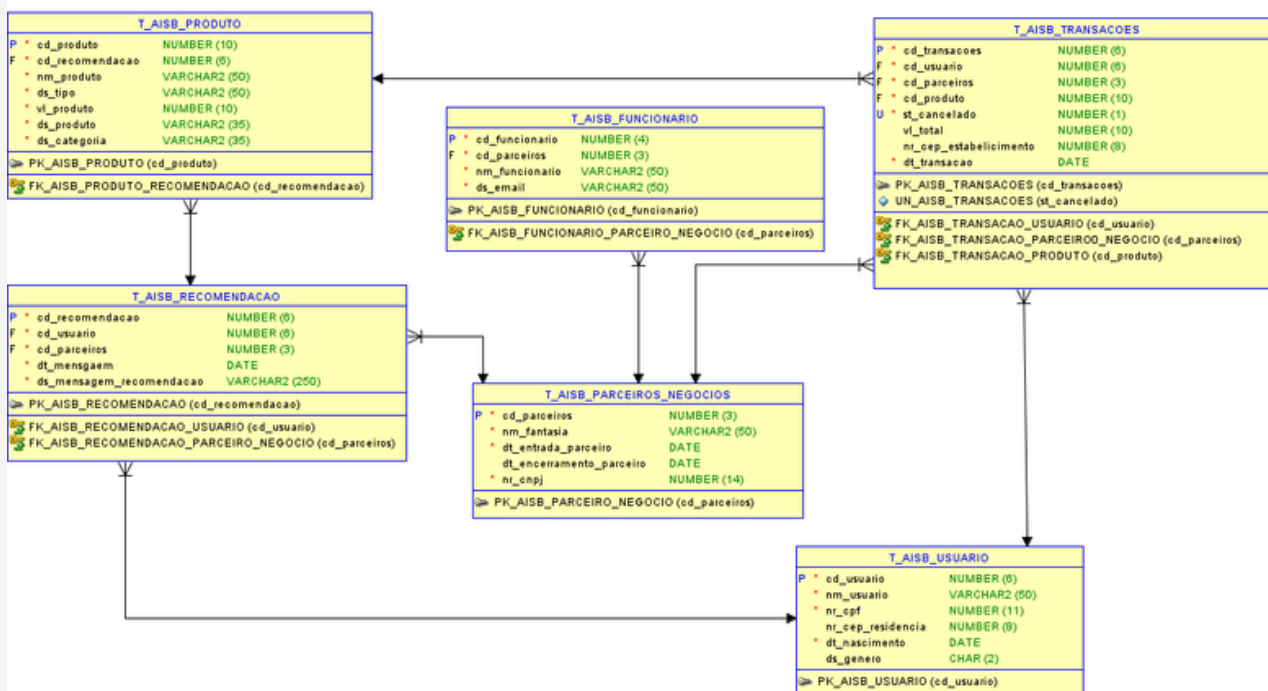 T_AISB_PRODUTO
P * cd_produto NUMBER (10)
F * cd_recomendacao NUMBER (6)
* nm_produto VARCHAR2 (50)
* ds_tipo VARCHAR2 (50)
* vl_produto NUMBER (10)
* ds_produto VARCHAR2 (35)
* ds_categoria VARCHAR2 (35)
PK_AISB_PRODUTO (cd_produto)
FK_AISB_PRODUTO_RECOMENDACAO (cd_recomendacao)
T_AISB_TRANSACOES
P * cd_transacoes NUMBER (6)
F * cd_usuario NUMBER (6)
F * cd_parceiros NUMBER (3)
F * cd_produto NUMBER (10)
U * st_cancelado NUMBER (1)
vl_total NUMBER (10)
nr_cep_estabelicimento NUMBER (8)
* dt_transacao DATE
PK_AISB_TRANSACOES (cd_transacoes)
UN_AISB_TRANSACOES (st_cancelado)
FK_AISB_TRANSACAO_USUARIO (cd_usuario)
FK_AISB_TRANSACAO_PARCEIROO_NEGOCIO (cd_parceiros)
FK_AISB_TRANSACAO_PRODUTO (cd_produto)
T_AISB_FUNCIONARIO
P * cd_funcionario NUMBER (4)
F * cd_parceiros NUMBER (3)
* nm_funcionario VARCHAR2 (50)
* ds_email VARCHAR2 (50)
PK_AISB_FUNCIONARIO (cd_funcionario)
FK_AISB_FUNCIONARIO_PARCEIRO_NEGOCIO (cd_parceiros)
T_AISB_RECOMENDACAO
P * cd_recomendacao NUMBER (6)
F * cd_usuario NUMBER (6)
F * cd_parceiros NUMBER (3)
* dt_mensgaem DATE
* ds_mensagem_recomendacao VARCHAR2 (250)
PK_AISB_RECOMENDACAO (cd_recomendacao)
FK_AISB_RECOMENDACAO_USUARIO (cd_usuario)
FK_AISB_RECOMENDACAO_PARCEIRO_NEGOCIO (cd_parceiros)
T_AISB_PARCEIROS_NEGOCIOS
P * cd_parceiros NUMBER (3)
* nm_fantasia VARCHAR2 (50)
* dt_entrada_parceiro DATE
dt_encerramento_parceiro DATE
* nr_cnpj NUMBER (14)
PK_AISB_PARCEIRO_NEGOCIO (cd_parceiros)
T_AISB_USUARIO
P * cd_usuario NUMBER (6)
* nm_usuario VARCHAR2 (50)
* nr_cpf NUMBER (11)
nr_cep_residencia NUMBER (8)
* dt_nascimento DATE
ds_genero CHAR (2)
PK_AISB_USUARIO (cd_usuario)